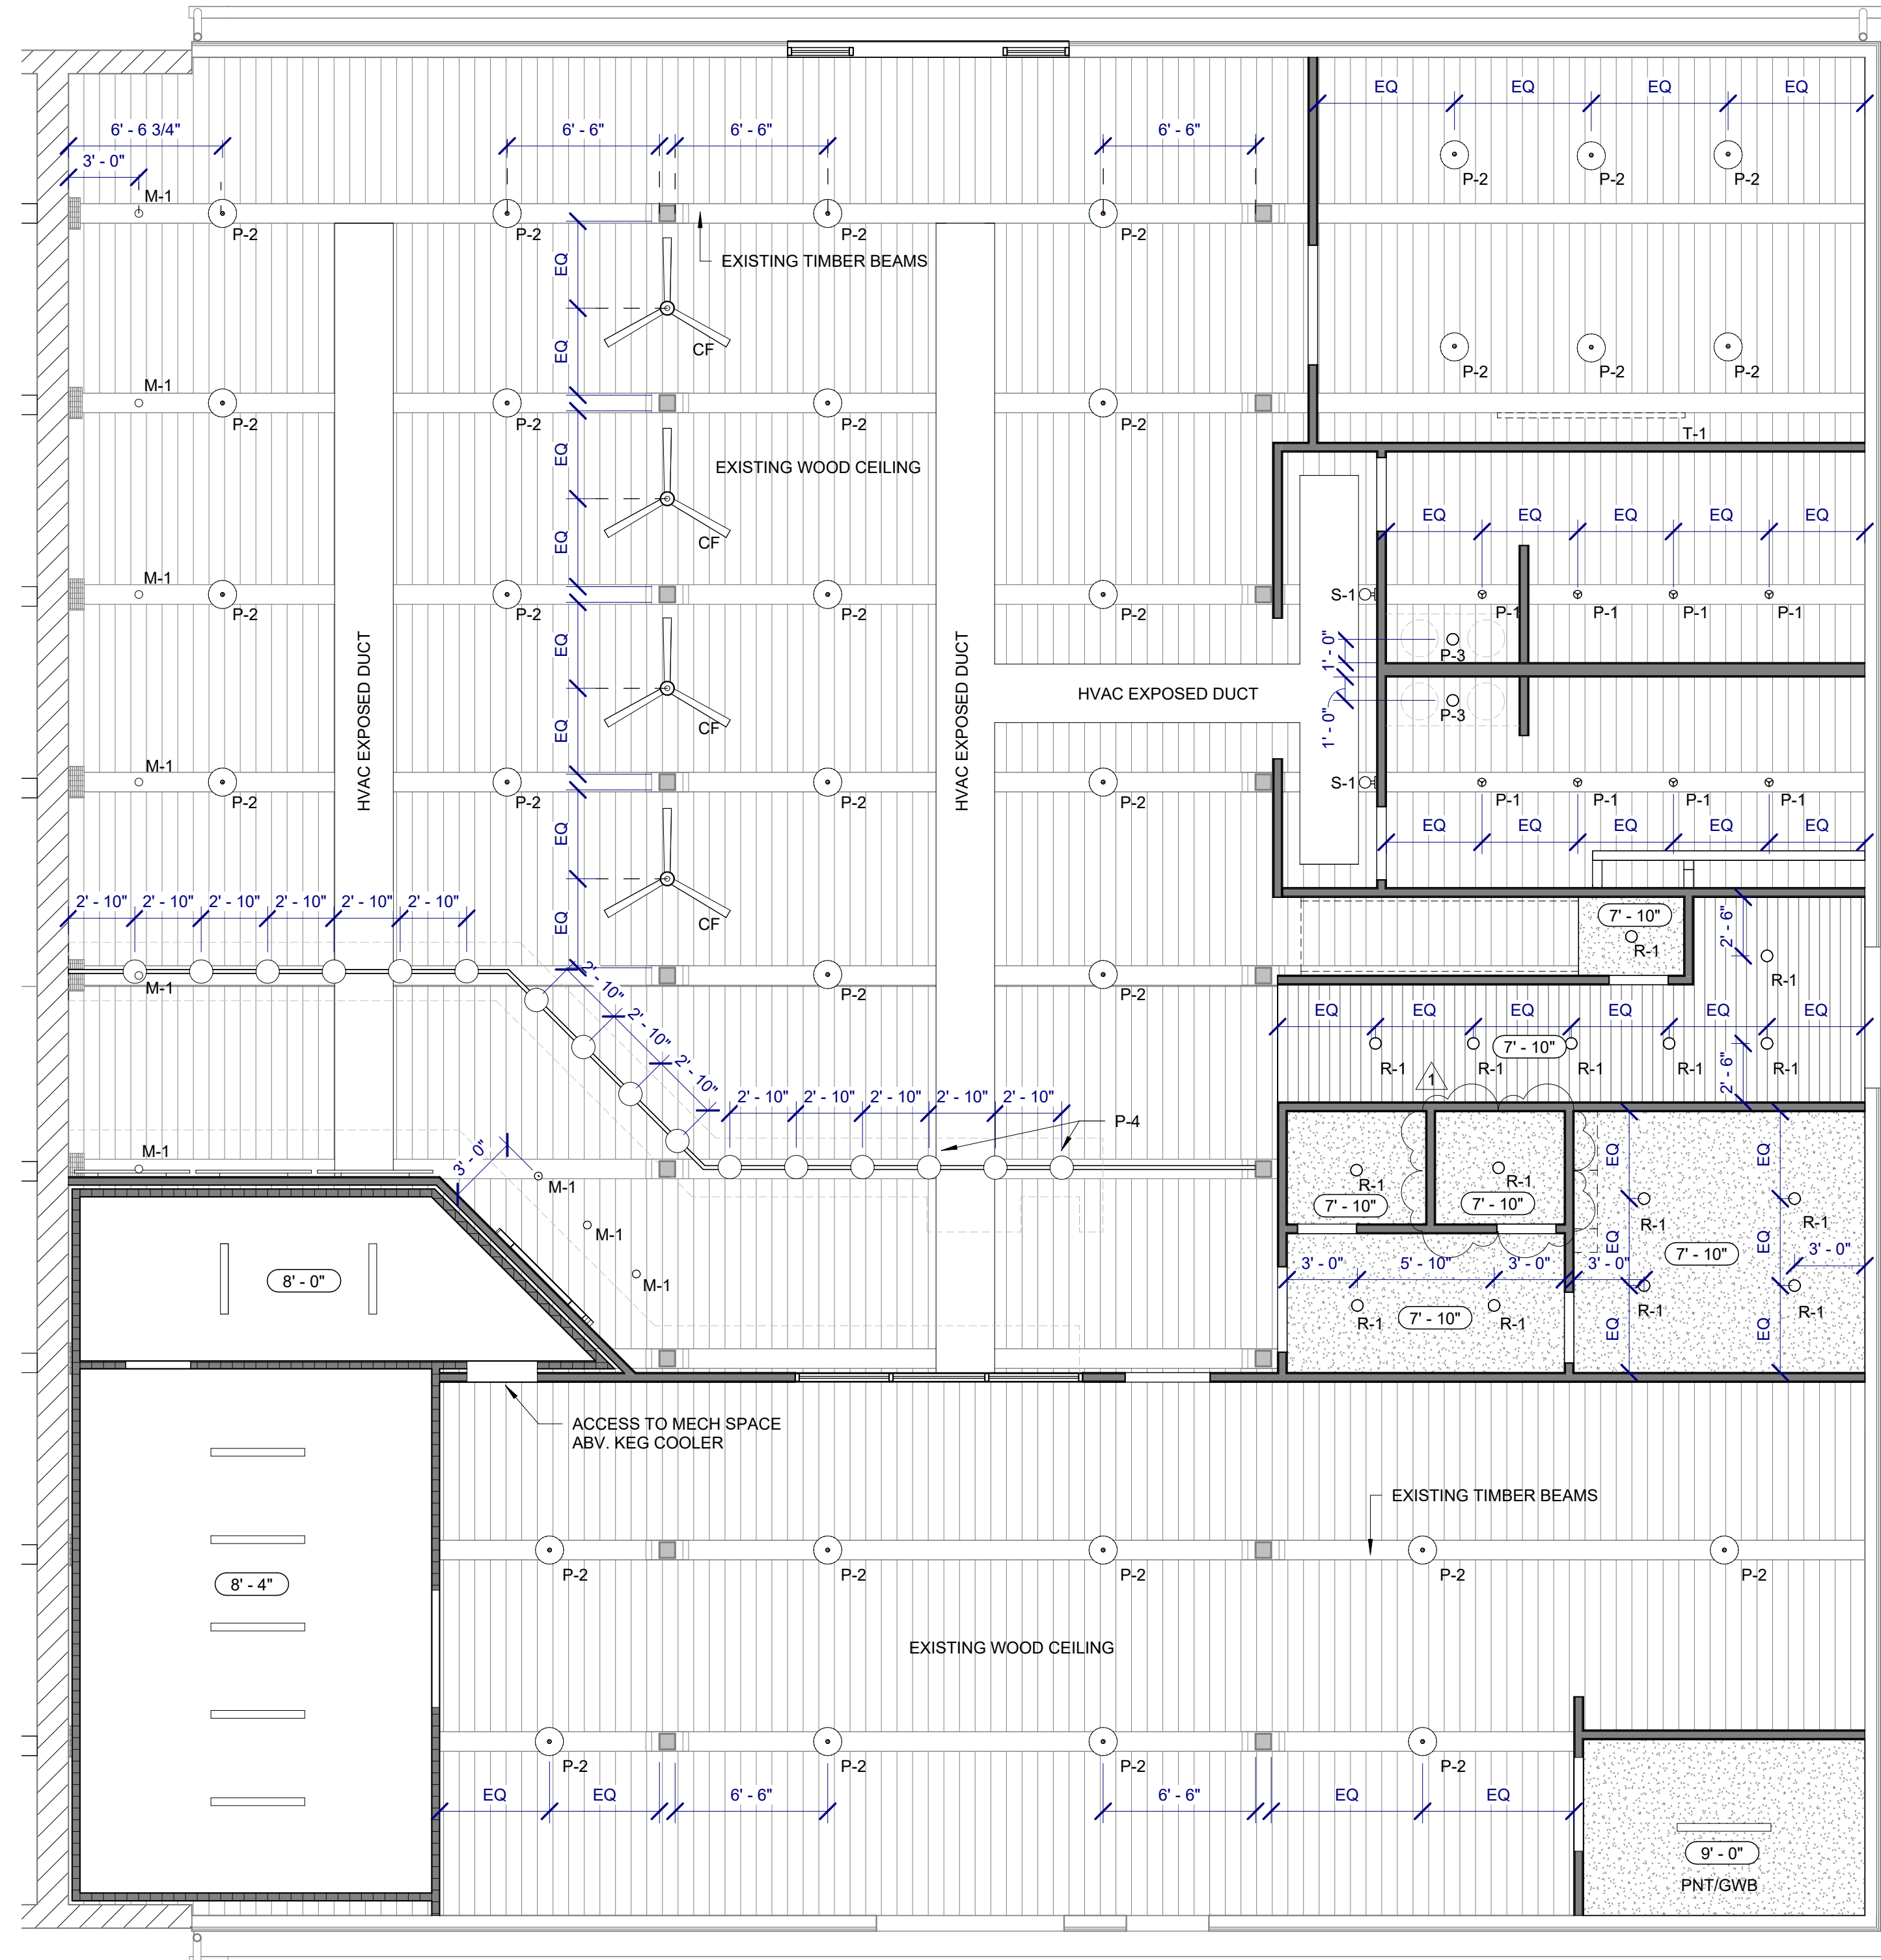 EQ EQ EQ EQ
6' - 6 3/4" 6' - 6" 6' - 6" 6' - 6"
3' - 0"
P-2 P-2 P-2
M-1
P-2 P-2 P-2 P-2
EQ
EXISTING TIMBER BEAMS
CF
EQ
P-2 P-2 P-2
M-1
P-2 P-2 P-2 P-2
T-1
EQ
EXISTING WOOD CEILING
EQ EQ EQ EQ EQ
CF
EQ
M-1
S-1
P-1 P-1 P-1 P-1
P-2 P-2 P-2 P-2
EQ
1' - 0"
P-3
HVAC EXPOSED DUCT
HVAC EXPOSED DUCT
HVAC EXPOSED DUCT
P-3
1' - 0"
CF
EQ
M-1
S-1
P-2 P-2 P-2 P-2
P-1 P-1 P-1 P-1
EQ
EQ EQ EQ EQ EQ
2' - 10" 2' - 10" 2' - 10" 2' - 10" 2' - 10" 2' - 10"
CF
EQ
7' - 10"
R-1
2' - 6"
R-1
M-1
P-2 P-2
2' - 10"
2' - 10"
2' - 10"
EQ EQ EQ EQ EQ EQ
7' - 10"
R-1 R-1 R-1 R-1 R-1
2' - 6"
1
2' - 10" 2' - 10" 2' - 10" 2' - 10" 2' - 10"
P-4
M-1
3' - 0"
M-1
M-1
M-1
R-1
7' - 10"
R-1
7' - 10"
EQ EQ
R-1 R-1
EQ EQ
7' - 10"
3' - 0" 5' - 10" 3' - 0" 3' - 0" 3' - 0"
R-1 R-1
7' - 10"
R-1 R-1
EQ EQ
8' - 0"
ACCESS TO MECH SPACE
ABV. KEG COOLER
EXISTING TIMBER BEAMS
8' - 4"
P-2 P-2 P-2 P-2 P-2
EXISTING WOOD CEILING
P-2 P-2 P-2 P-2
EQ EQ 6' - 6" 6' - 6" EQ EQ
9' - 0"
PNT/GWB